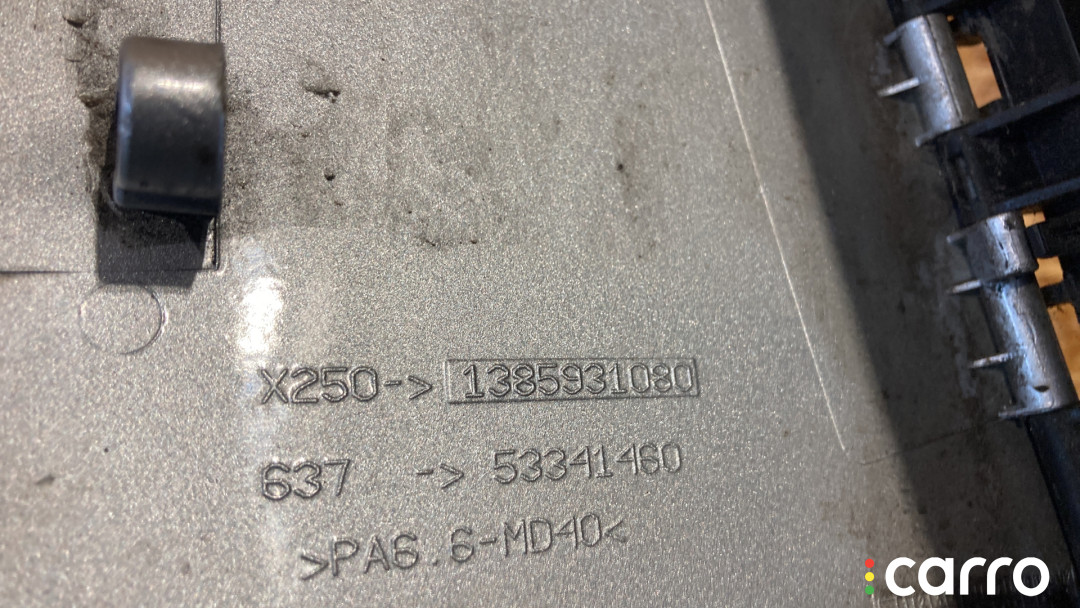 X250-> 1385931080
637 -> 53341460
>PA6.6-MD40<
carro